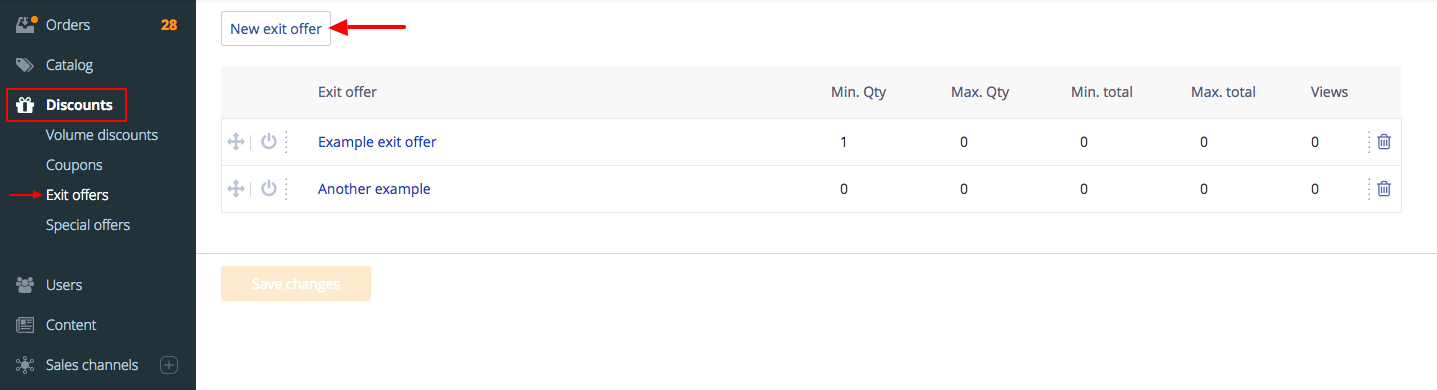 Orders 28
Catalog
Discounts
Volume discounts
Coupons
Exit offers
Special offers
Users
Content
Sales channels
New exit offer
Exit offer Min. Qty Max. Qty Min. total Max. total Views
Example exit offer 1 0 0 0 0
Another example 0 0 0 0 0
Save changes